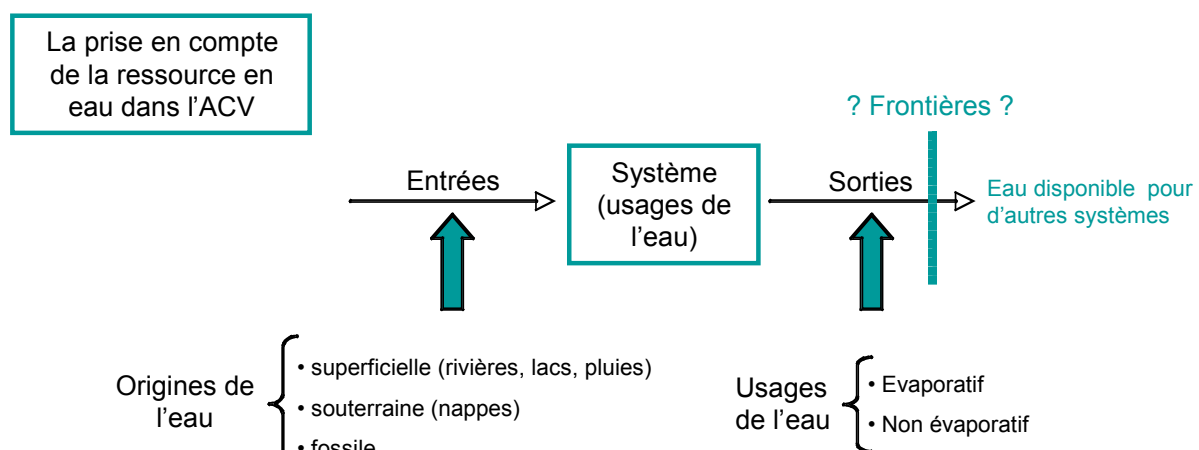 La prise en compte
de la ressource en
eau dans l’ACV
? Frontières ?
Entrées
Système
(usages de
l’eau)
Sorties
Eau disponible pour
d’autres systèmes
Origines de
l’eau
• superficielle (rivières, lacs, pluies)
• souterraine (nappes)
• fossile
Usages
de l’eau
• Evaporatif
• Non évaporatif